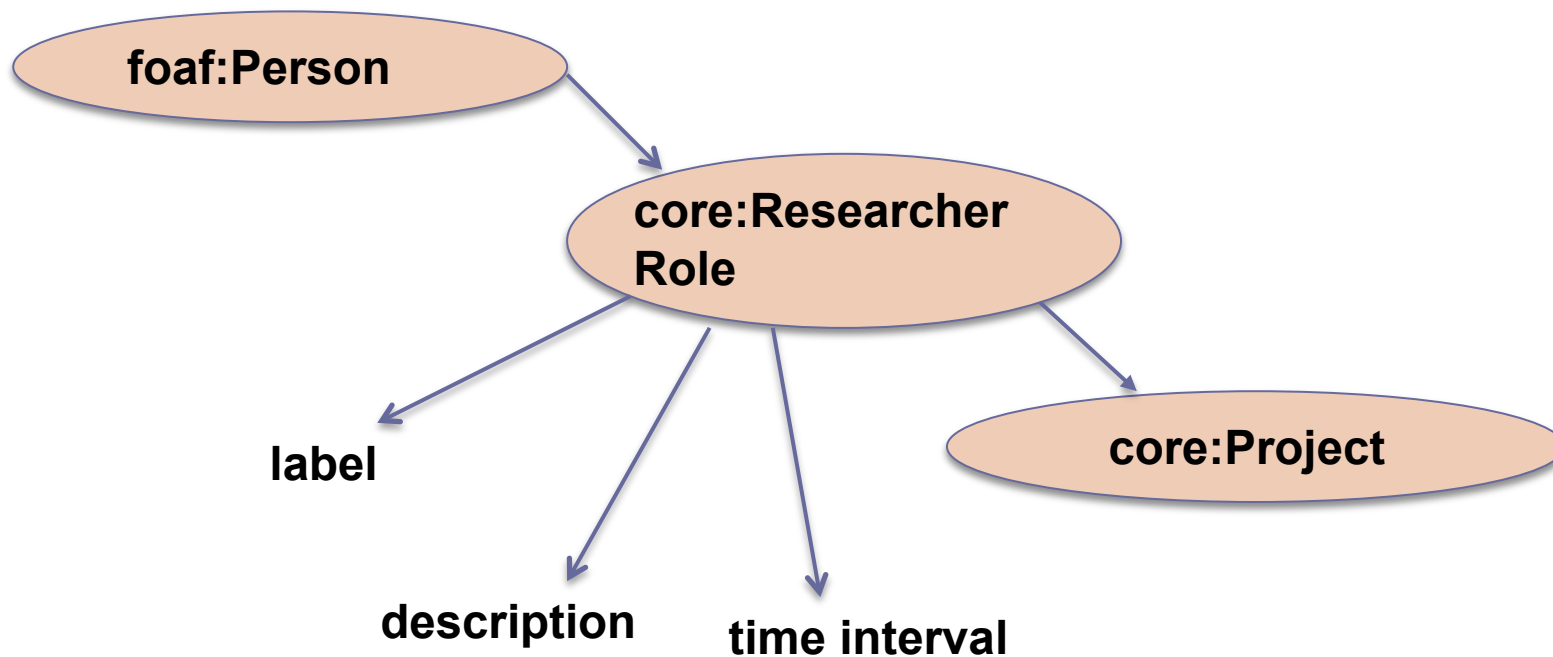 foaf:Person
core:Researcher
Role
core:Project
label
description
time interval